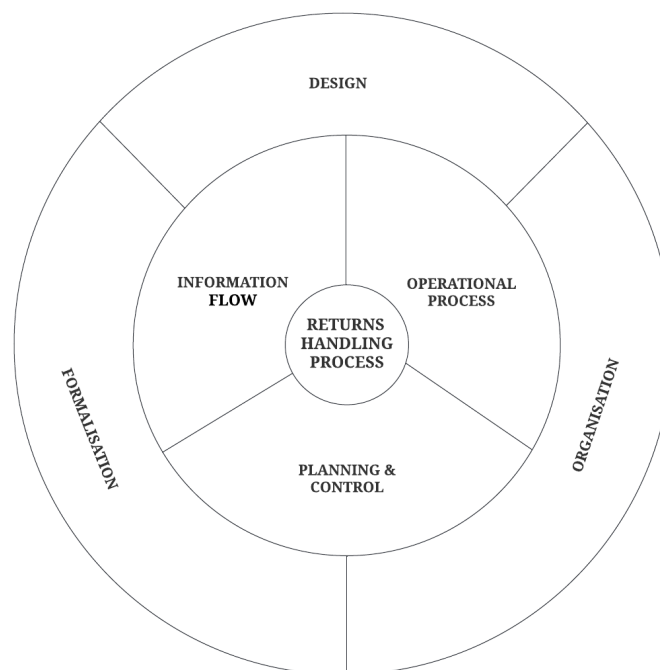 DESIGN
INFORMATION
FLOW
OPERATIONAL
PROCESS
RETURNS
HANDLING
PROCESS
FORMALISATION
ORGANISATION
PLANNING &
CONTROL